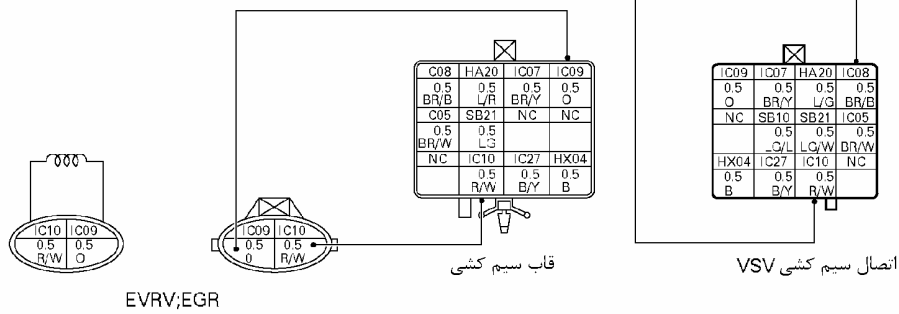 C08 HA20 IC07 IC09
0.5 0.5 0.5 0.5
BR/B L/R BR/Y O
C05 SB21 NC NC
0.5 0.5
BR/W LG
NC IC10 IC27 HX04
0.5 0.5 0.5
R/W B/Y B
قاب سیم کشی
IC09 IC07 HA20 IC08
0.5 0.5 0.5 0.5
O BR/Y L/G BR/B
NC SB10 SB21 IC05
0.5 0.5 0.5
LG/L LG/W BR/W
HX04 IC27 IC10 NC
0.5 0.5 0.5
B B/Y R/W
اتصال سیم کشی VSV
IC10 IC09
0.5 0.5
R/W O
IC09 IC10
0.5 0.5
0 R/W
EVRV;EGR